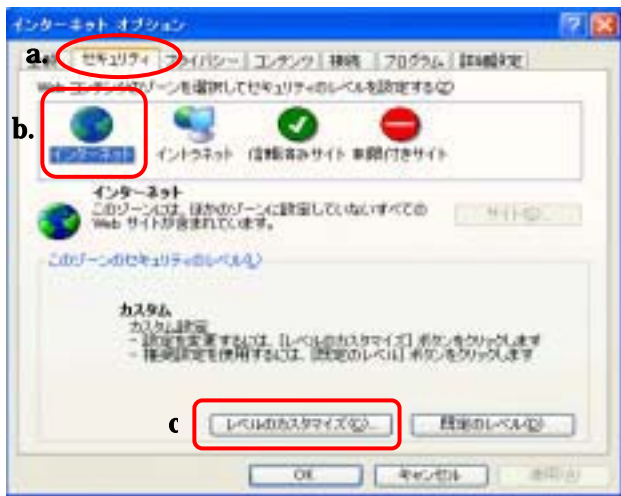 インターネット オプション
a.
全般 セキュリティ プライバシー コンテンツ 接続 プログラム 詳細設定
Web コンテンツのゾーンを選択してセキュリティのレベルを設定する(Z)
b.
インターネット イントラネット 信頼済みサイト 制限付きサイト
インターネット
このゾーンには、ほかのゾーンに設定していないすべての
Web サイトが含まれています。
サイト(S)...
このゾーンのセキュリティのレベル(L)
カスタム
カスタム設定
- 設定を変更するには、[レベルのカスタマイズ] ボタンをクリックします
- 推奨設定を使用するには、[既定のレベル] ボタンをクリックします
c
レベルのカスタマイズ(C)... 既定のレベル(D)
OK キャンセル 適用(A)